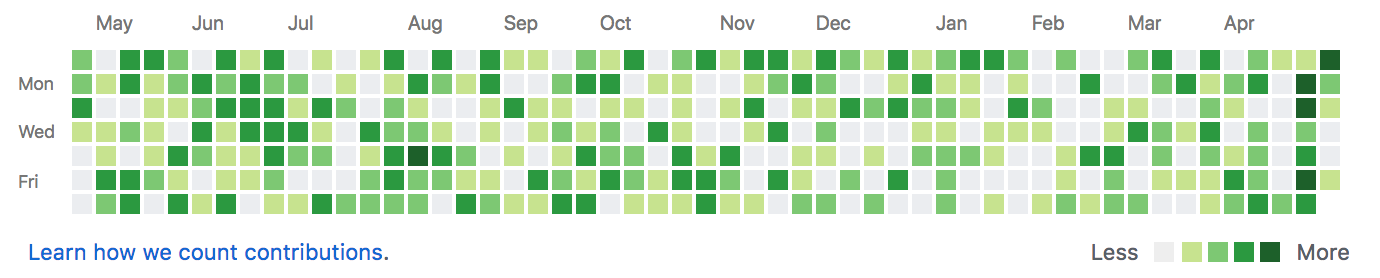 May Jun Jul Aug Sep Oct Nov Dec Jan Feb Mar Apr
Mon
Wed
Fri
Learn how we count contributions. Less More